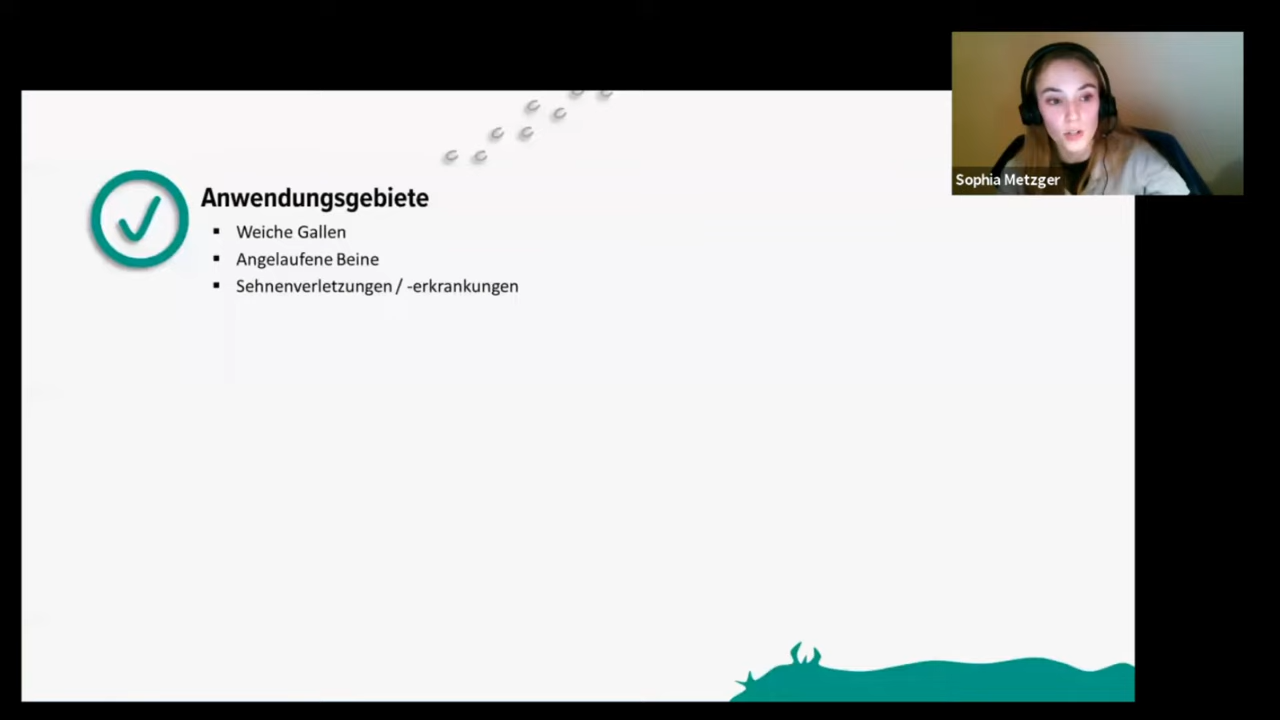 Anwendungsgebiete
▪ Weiche Gallen
▪ Angelaufene Beine
▪ Sehnenverletzungen / -erkrankungen
Sophia Metzger